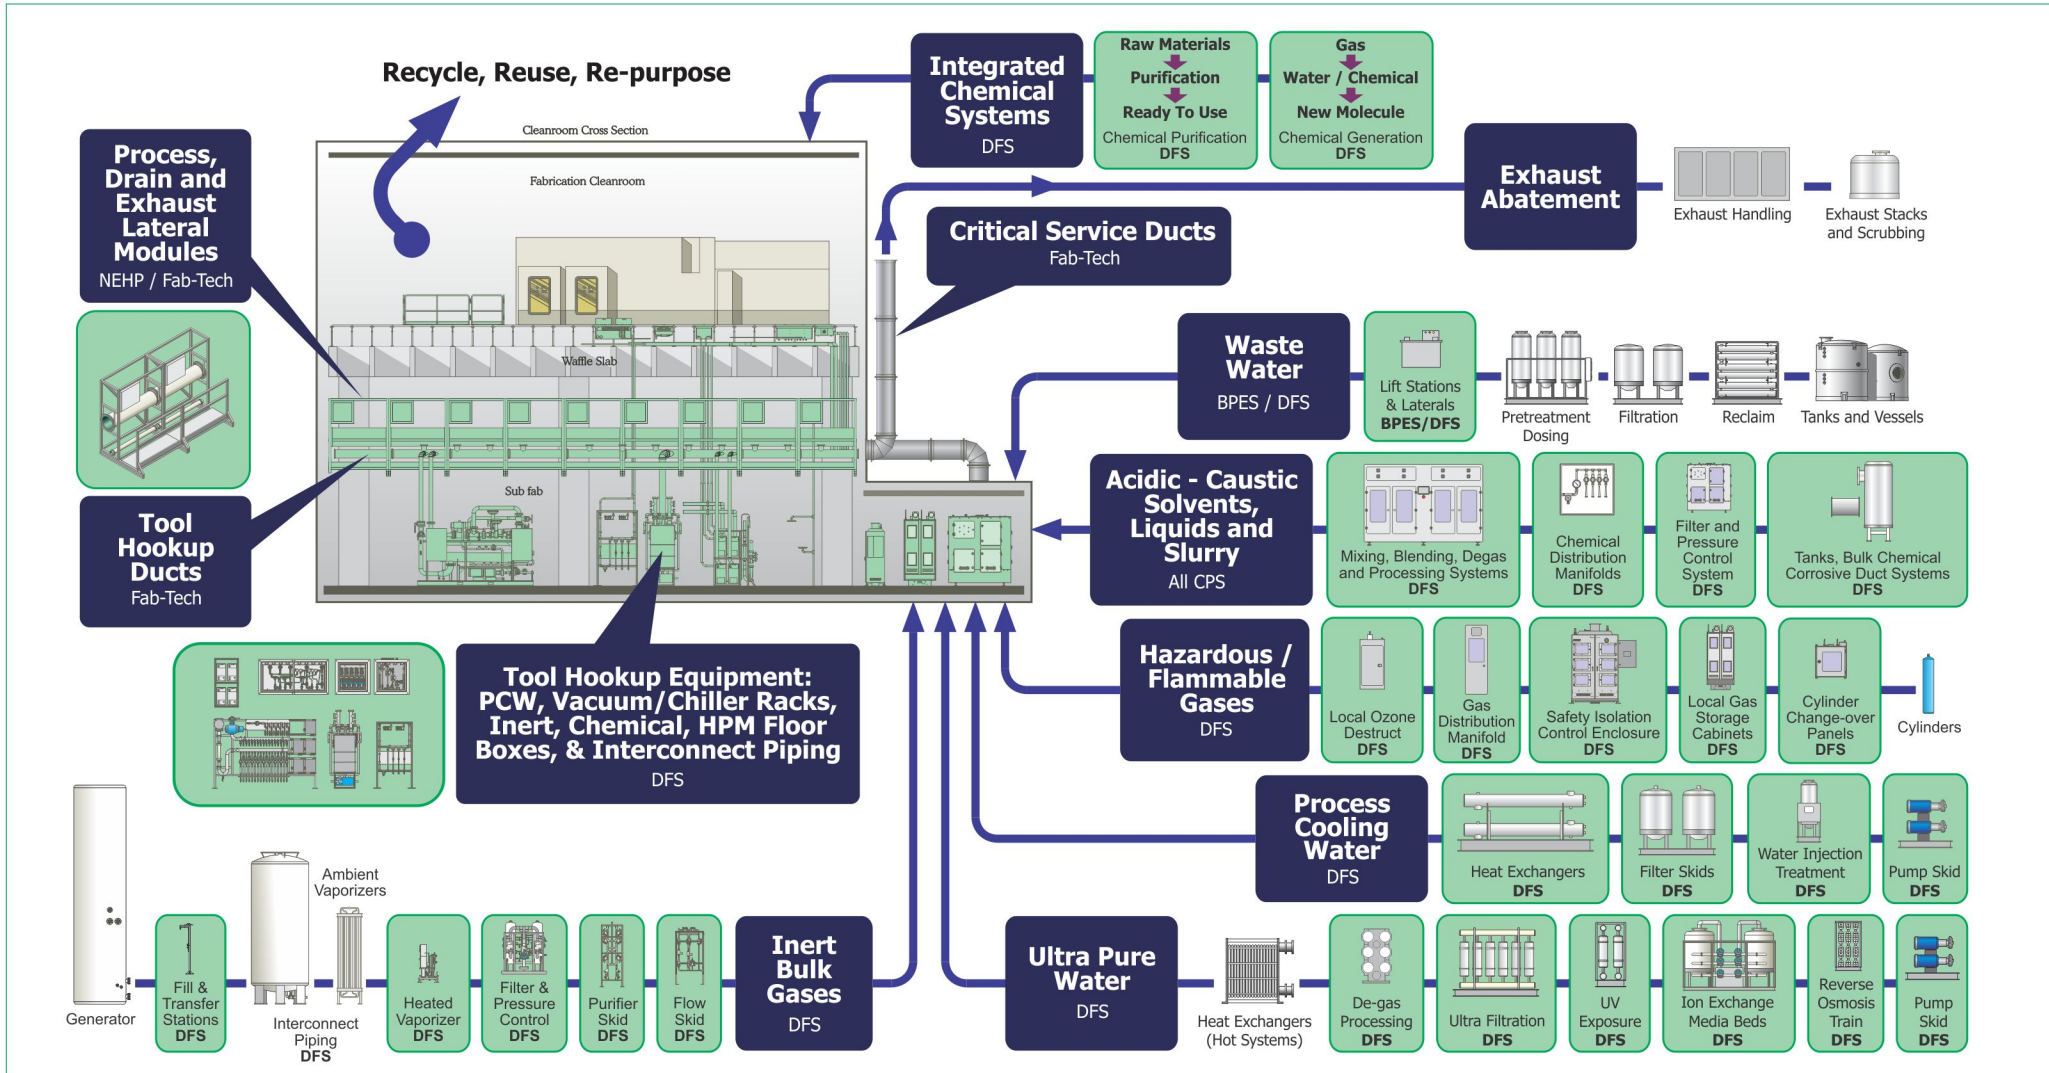 Recycle, Reuse, Re-purpose
Cleanroom Cross Section
Fabrication Cleanroom
Waffle Slab
Sub fab
Process,
Drain and
Exhaust
Lateral
Modules
NEHP / Fab-Tech
Tool
Hookup
Ducts
Fab-Tech
Tool Hookup Equipment:
PCW, Vacuum/Chiller Racks,
Inert, Chemical, HPM Floor
Boxes, & Interconnect Piping
DFS
Integrated
Chemical
Systems
DFS
Raw Materials
Purification
Ready To Use
Chemical Purification
DFS
Gas
Water / Chemical
New Molecule
Chemical Generation
DFS
Critical Service Ducts
Fab-Tech
Exhaust
Abatement
Exhaust Handling
Exhaust Stacks
and Scrubbing
Waste
Water
BPES / DFS
Lift Stations
& Laterals
BPES/DFS
Pretreatment
Dosing
Filtration
Reclaim
Tanks and Vessels
Acidic - Caustic
Solvents,
Liquids and
Slurry
All CPS
Mixing, Blending, Degas
and Processing Systems
DFS
Chemical
Distribution
Manifolds
DFS
Filter and
Pressure
Control
System
DFS
Tanks, Bulk Chemical
Corrosive Duct Systems
DFS
Hazardous /
Flammable
Gases
DFS
Local Ozone
Destruct
DFS
Gas
Distribution
Manifold
DFS
Safety Isolation
Control Enclosure
DFS
Local Gas
Storage
Cabinets
DFS
Cylinder
Change-over
Panels
DFS
Cylinders
Process
Cooling
Water
DFS
Heat Exchangers
DFS
Filter Skids
DFS
Water Injection
Treatment
DFS
Pump Skid
DFS
Generator
Fill &
Transfer
Stations
DFS
Interconnect
Piping
DFS
Ambient
Vaporizers
Heated
Vaporizer
DFS
Filter &
Pressure
Control
DFS
Purifier
Skid
DFS
Flow
Skid
DFS
Inert
Bulk
Gases
DFS
Ultra Pure
Water
DFS
Heat Exchangers
(Hot Systems)
De-gas
Processing
DFS
Ultra Filtration
DFS
UV
Exposure
DFS
Ion Exchange
Media Beds
DFS
Reverse
Osmosis
Train
DFS
Pump
Skid
DFS